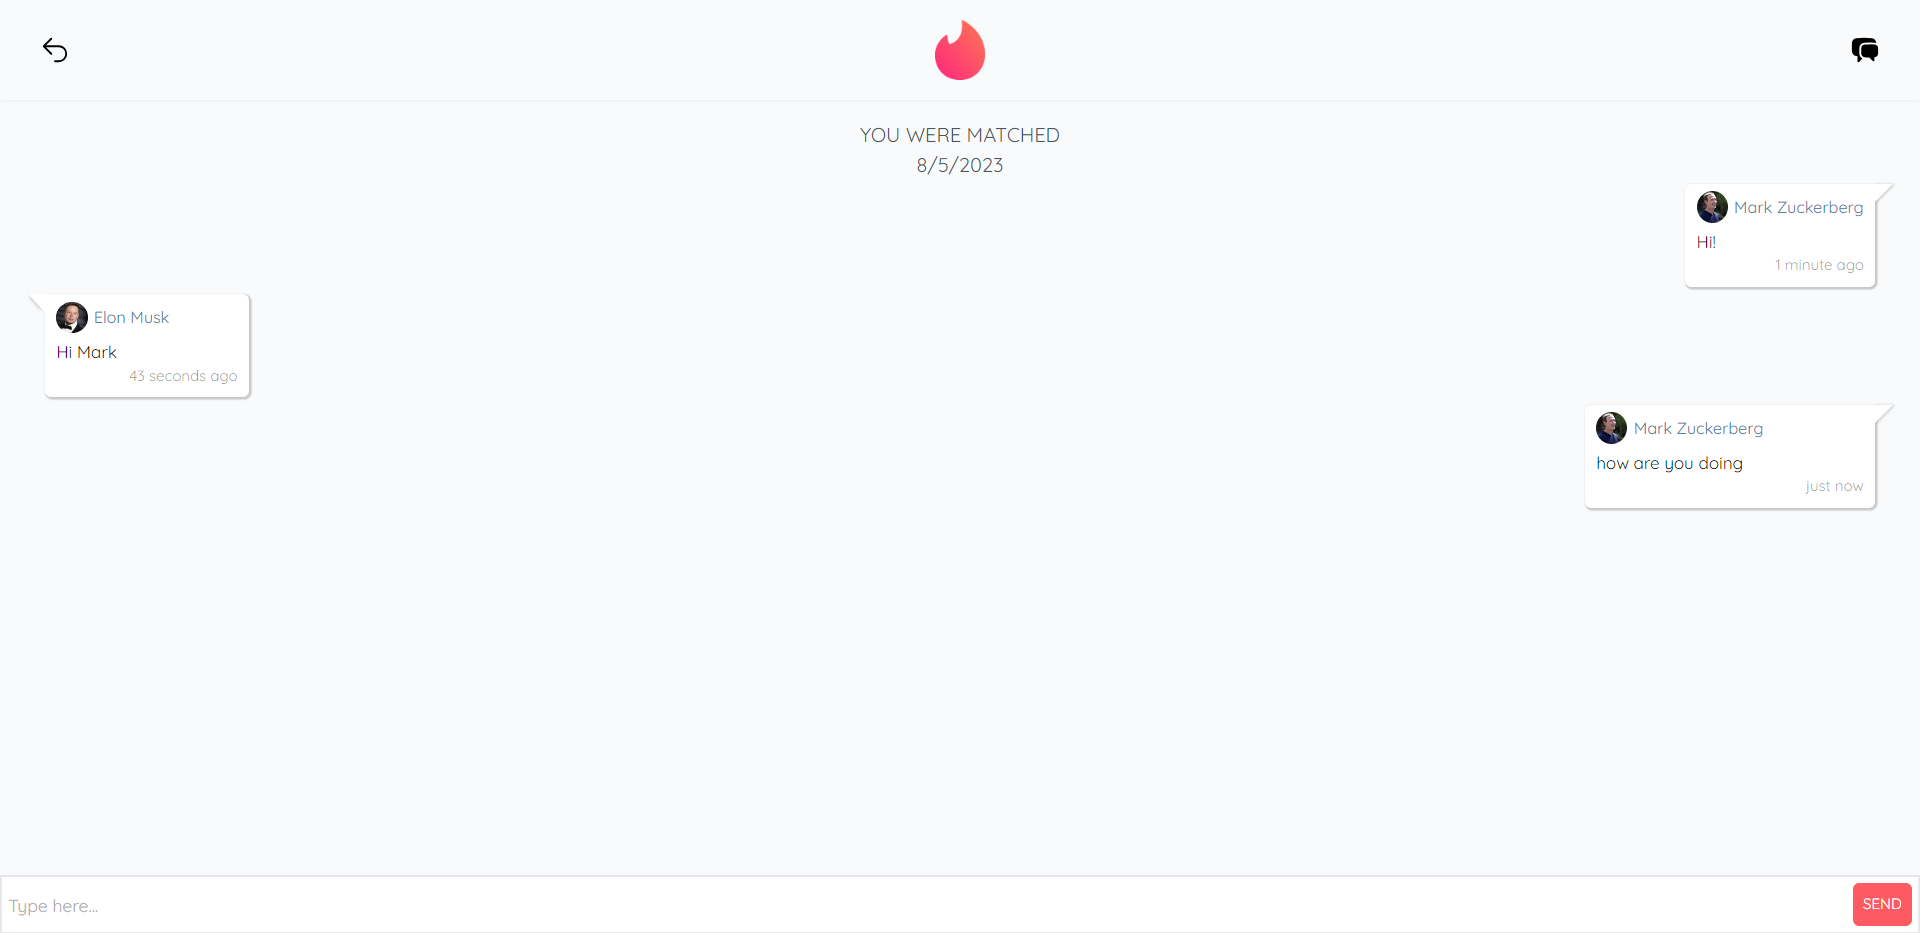 YOU WERE MATCHED
8/5/2023
Mark Zuckerberg
Hi!
1 minute ago
Elon Musk
Hi Mark
43 seconds ago
Mark Zuckerberg
how are you doing
just now
Type here...
SEND